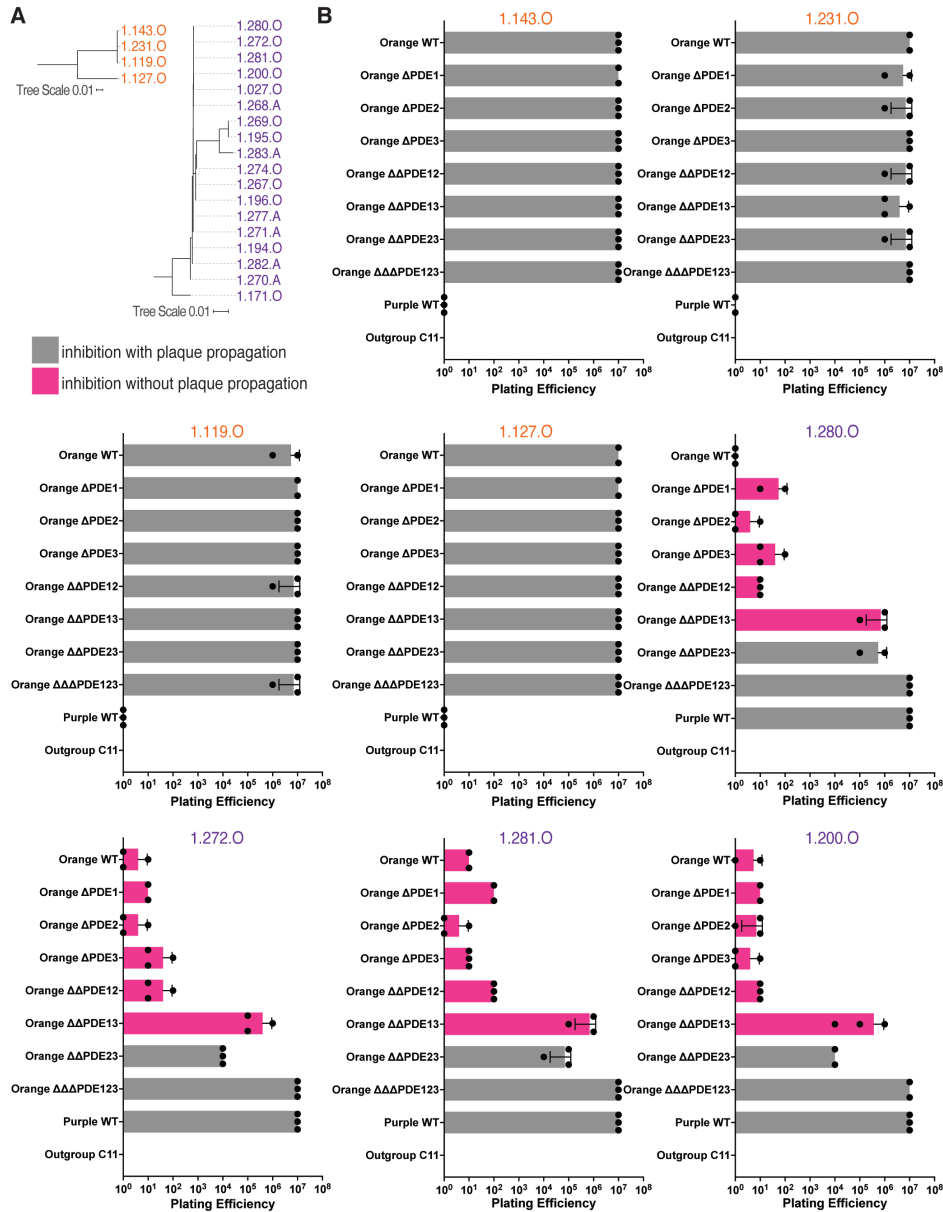 A
1.143.O
1.231.O
1.119.O
1.127.O
Tree Scale 0.01
1.280.O
1.272.O
1.281.O
1.200.O
1.027.O
1.268.A
1.269.O
1.195.O
1.283.A
1.274.O
1.267.O
1.196.O
1.277.A
1.271.A
1.194.O
1.282.A
1.270.A
1.171.O
Tree Scale 0.01
inhibition with plaque propagation
inhibition without plaque propagation
B
1.143.O
Orange WT
Orange ΔPDE1
Orange ΔPDE2
Orange ΔPDE3
Orange ΔΔPDE12
Orange ΔΔPDE13
Orange ΔΔPDE23
Orange ΔΔΔPDE123
Purple WT
Outgroup C11
10⁰ 10¹ 10² 10³ 10⁴ 10⁵ 10⁶ 10⁷ 10⁸
Plating Efficiency
1.231.O
Orange WT
Orange ΔPDE1
Orange ΔPDE2
Orange ΔPDE3
Orange ΔΔPDE12
Orange ΔΔPDE13
Orange ΔΔPDE23
Orange ΔΔΔPDE123
Purple WT
Outgroup C11
10⁰ 10¹ 10² 10³ 10⁴ 10⁵ 10⁶ 10⁷ 10⁸
Plating Efficiency
1.119.O
Orange WT
Orange ΔPDE1
Orange ΔPDE2
Orange ΔPDE3
Orange ΔΔPDE12
Orange ΔΔPDE13
Orange ΔΔPDE23
Orange ΔΔΔPDE123
Purple WT
Outgroup C11
10⁰ 10¹ 10² 10³ 10⁴ 10⁵ 10⁶ 10⁷ 10⁸
Plating Efficiency
1.127.O
Orange WT
Orange ΔPDE1
Orange ΔPDE2
Orange ΔPDE3
Orange ΔΔPDE12
Orange ΔΔPDE13
Orange ΔΔPDE23
Orange ΔΔΔPDE123
Purple WT
Outgroup C11
10⁰ 10¹ 10² 10³ 10⁴ 10⁵ 10⁶ 10⁷ 10⁸
Plating Efficiency
1.280.O
Orange WT
Orange ΔPDE1
Orange ΔPDE2
Orange ΔPDE3
Orange ΔΔPDE12
Orange ΔΔPDE13
Orange ΔΔPDE23
Orange ΔΔΔPDE123
Purple WT
Outgroup C11
10⁰ 10¹ 10² 10³ 10⁴ 10⁵ 10⁶ 10⁷ 10⁸
Plating Efficiency
1.272.O
Orange WT
Orange ΔPDE1
Orange ΔPDE2
Orange ΔPDE3
Orange ΔΔPDE12
Orange ΔΔPDE13
Orange ΔΔPDE23
Orange ΔΔΔPDE123
Purple WT
Outgroup C11
10⁰ 10¹ 10² 10³ 10⁴ 10⁵ 10⁶ 10⁷ 10⁸
Plating Efficiency
1.281.O
Orange WT
Orange ΔPDE1
Orange ΔPDE2
Orange ΔPDE3
Orange ΔΔPDE12
Orange ΔΔPDE13
Orange ΔΔPDE23
Orange ΔΔΔPDE123
Purple WT
Outgroup C11
10⁰ 10¹ 10² 10³ 10⁴ 10⁵ 10⁶ 10⁷ 10⁸
Plating Efficiency
1.200.O
Orange WT
Orange ΔPDE1
Orange ΔPDE2
Orange ΔPDE3
Orange ΔΔPDE12
Orange ΔΔPDE13
Orange ΔΔPDE23
Orange ΔΔΔPDE123
Purple WT
Outgroup C11
10⁰ 10¹ 10² 10³ 10⁴ 10⁵ 10⁶ 10⁷ 10⁸
Plating Efficiency